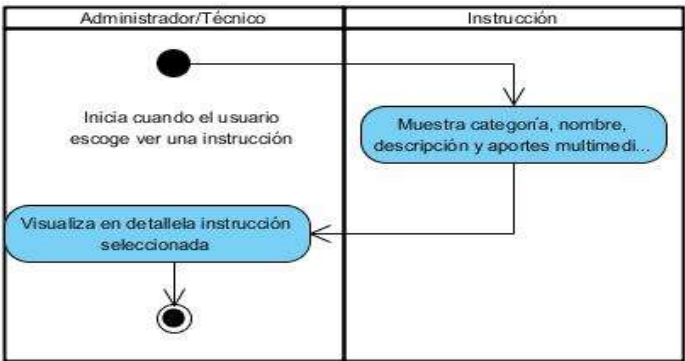 Administrador/Técnico
Instrucción
Inicia cuando el usuario
escoge ver una instrucción
Muestra categoría, nombre,
descripción y aportes multimedi...
Visualiza en detallela instrucción
seleccionada